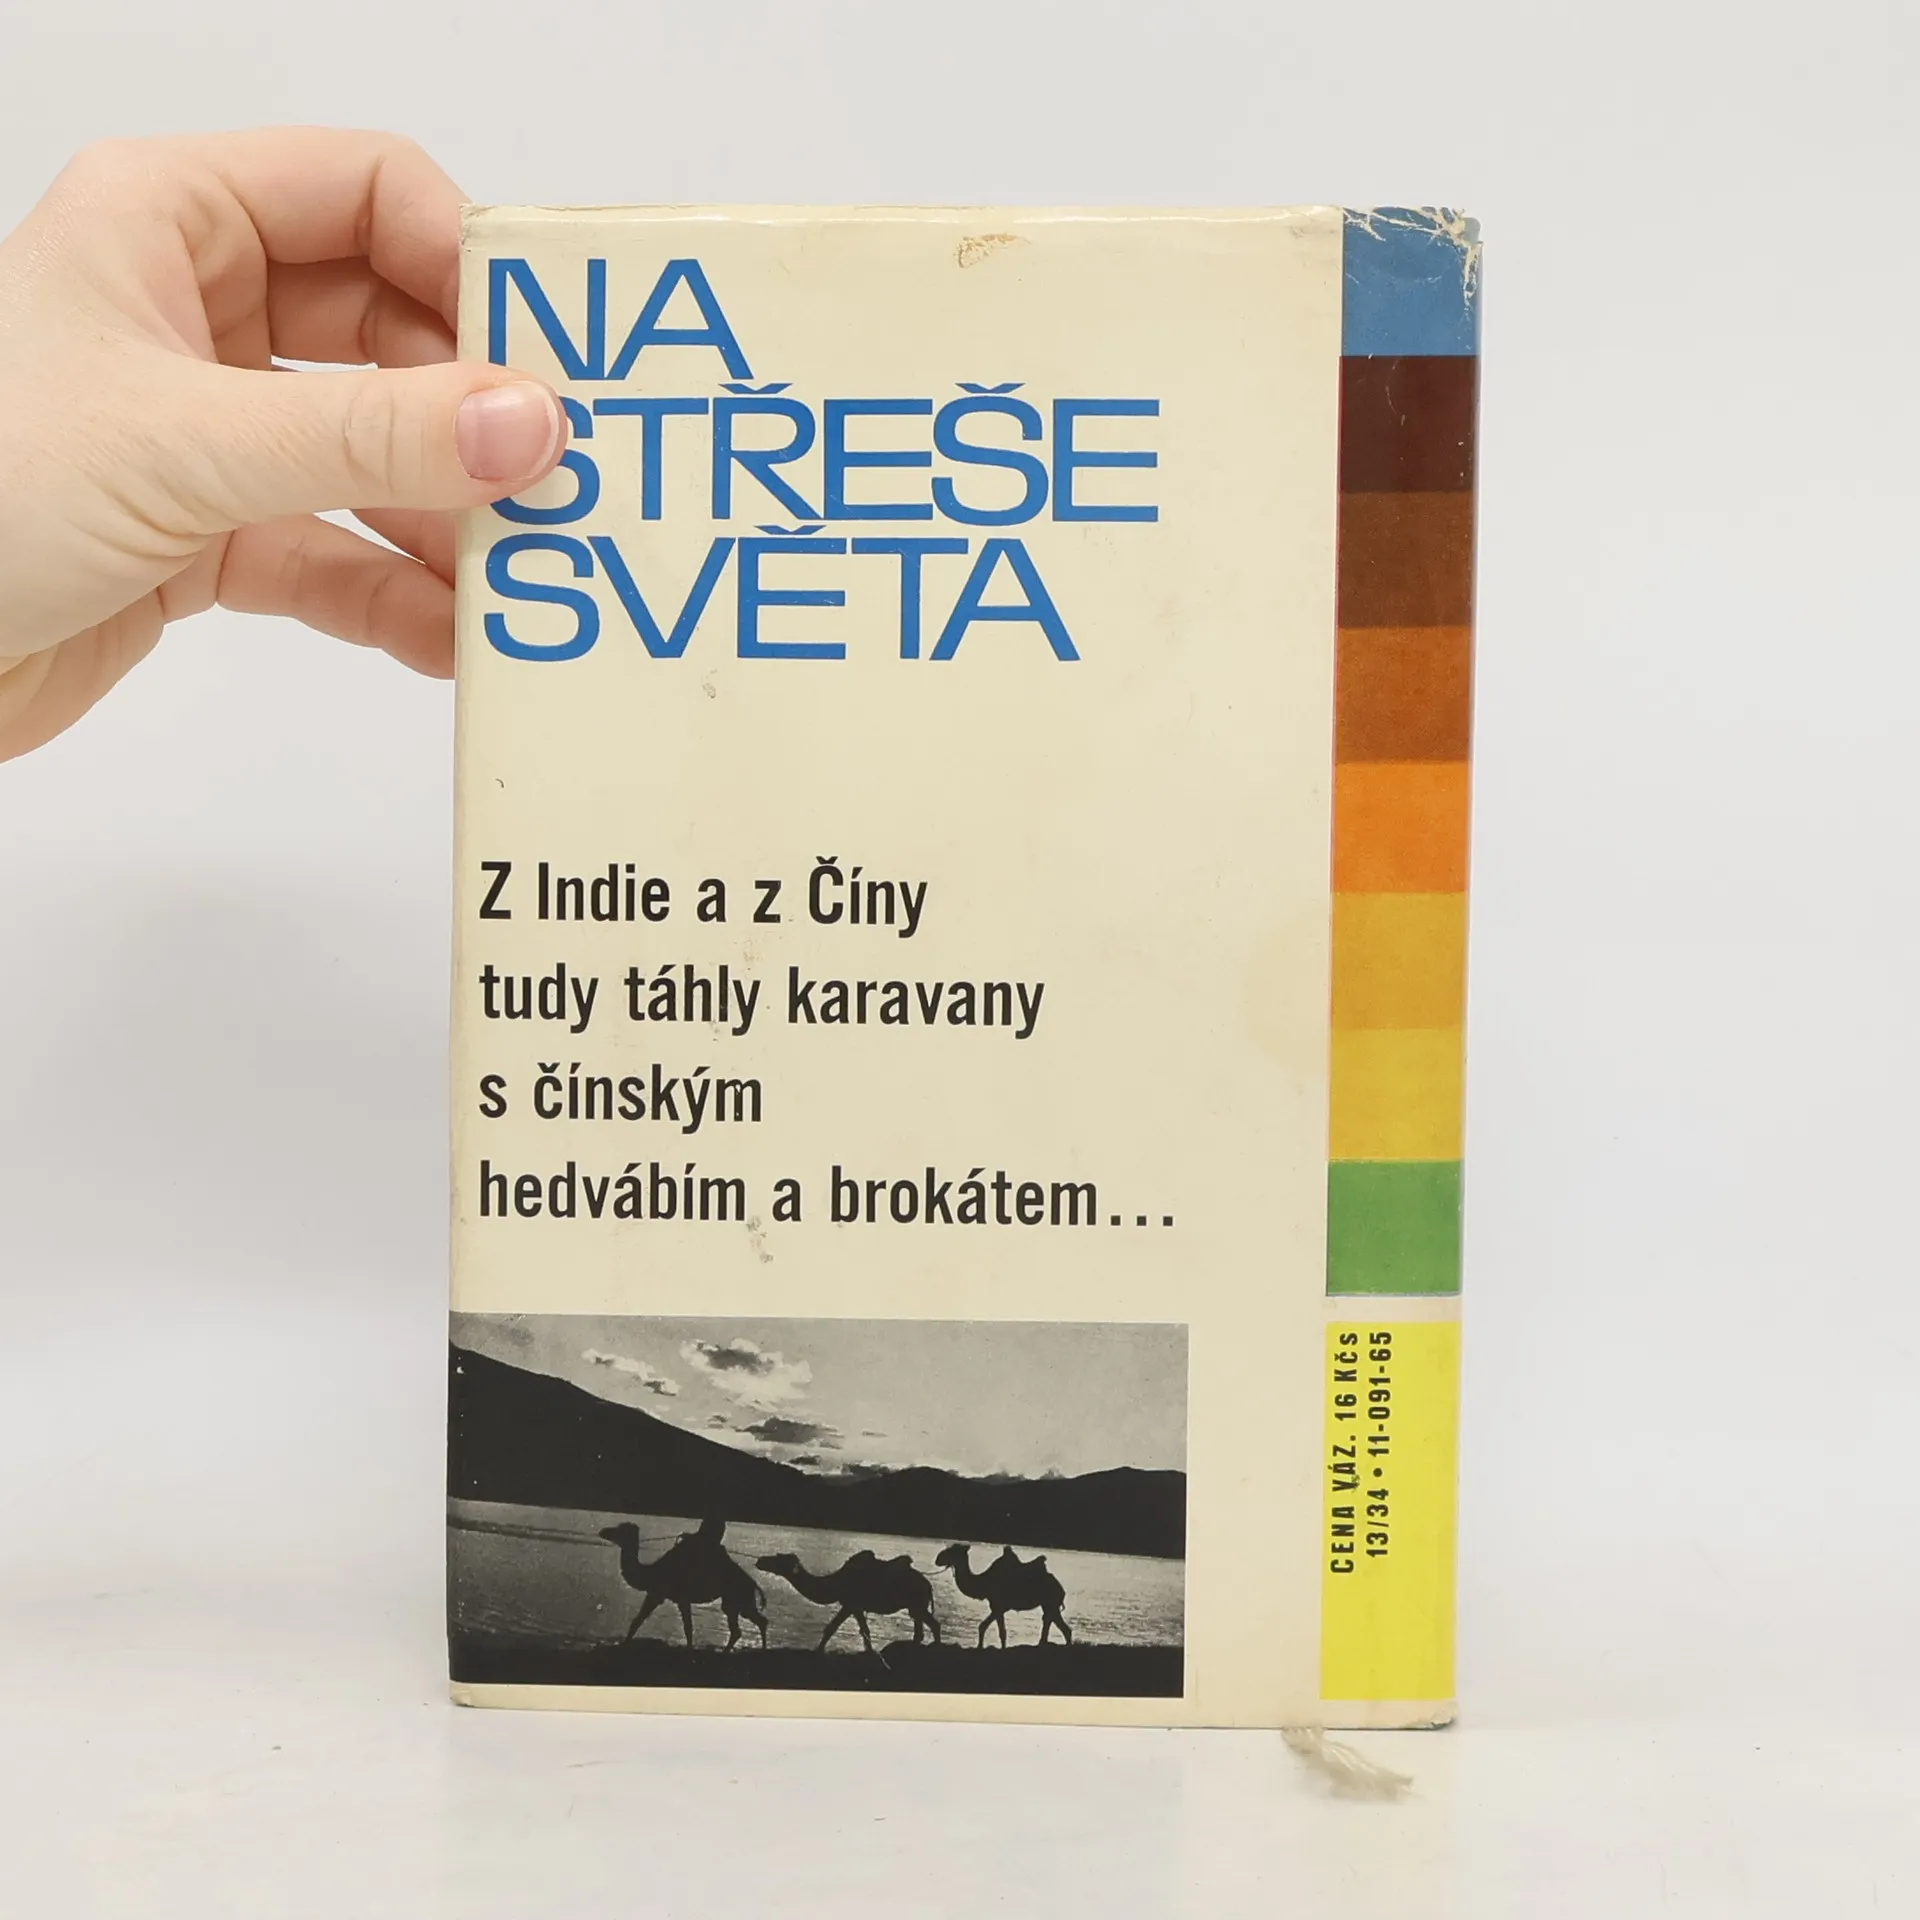 NA
STŘEŠE
SVĚTA
Z Indie a z Číny
tudy táhly karavany
s čínským
hedvábím a brokátem...
CENA VÁZ. 16 KČS
13/34 • 11-091-65